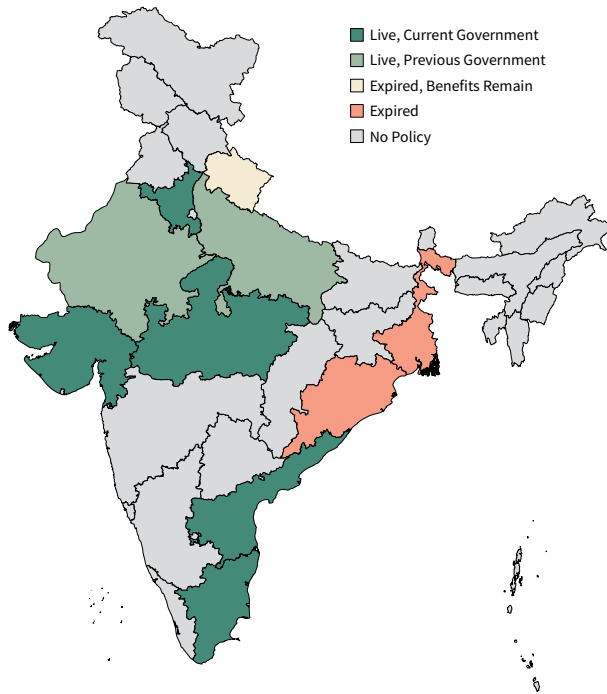 Live, Current Government
Live, Previous Government
Expired, Benefits Remain
Expired
No Policy